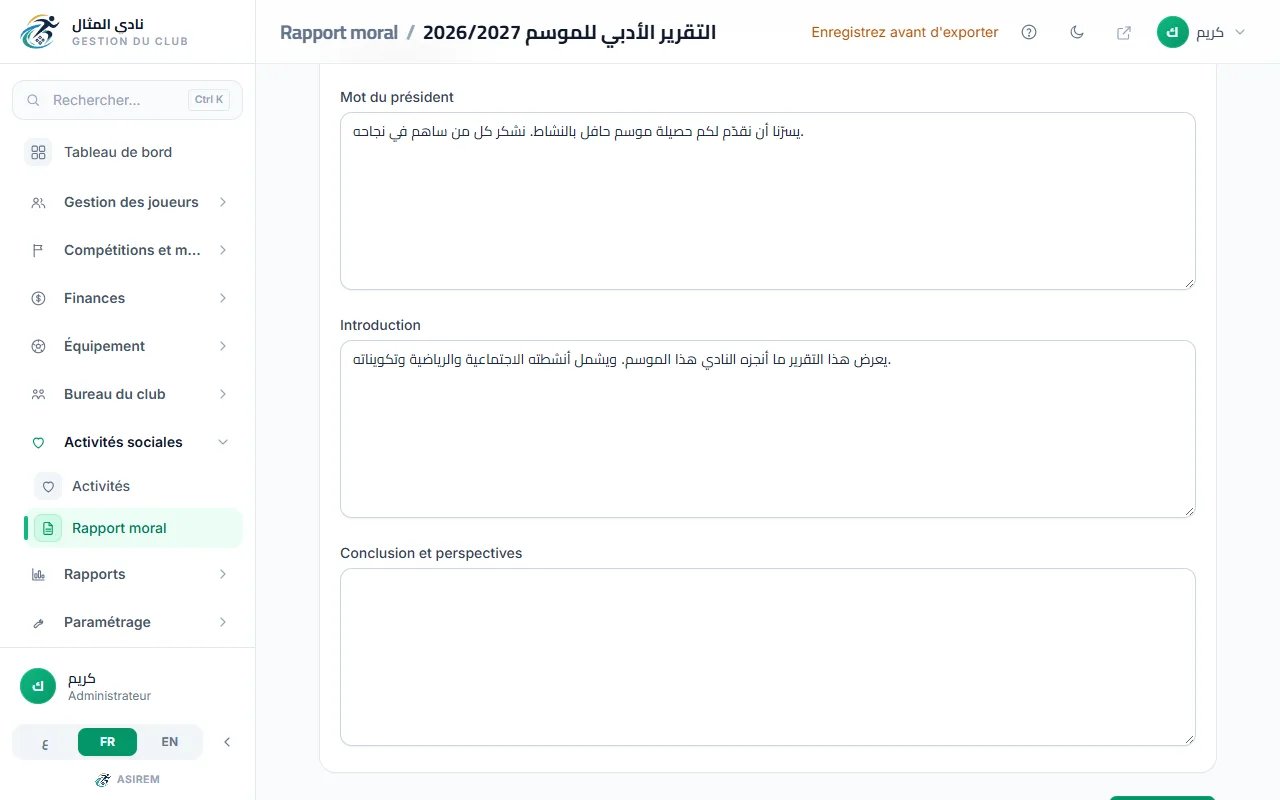 نادي المثال
GESTION DU CLUB
Rechercher...
Ctrl K
Tableau de bord
Gestion des joueurs
Compétitions et m...
Finances
Équipement
Bureau du club
Activités sociales
Activités
Rapport moral
Rapports
Paramétrage
ك
كريم
Administrateur
ع
FR
EN
ASIREM
Rapport moral / التقرير الأدبي للموسم 2026/2027
Enregistrez avant d'exporter
ك
كريم
Mot du président
يسرّنا أن نقدّم لكم حصيلة موسم حافل بالنشاط. نشكر كل من ساهم في نجاحه.
Introduction
يعرض هذا التقرير ما أنجزه النادي هذا الموسم. ويشمل أنشطته الاجتماعية والرياضية وتكويناته.
Conclusion et perspectives